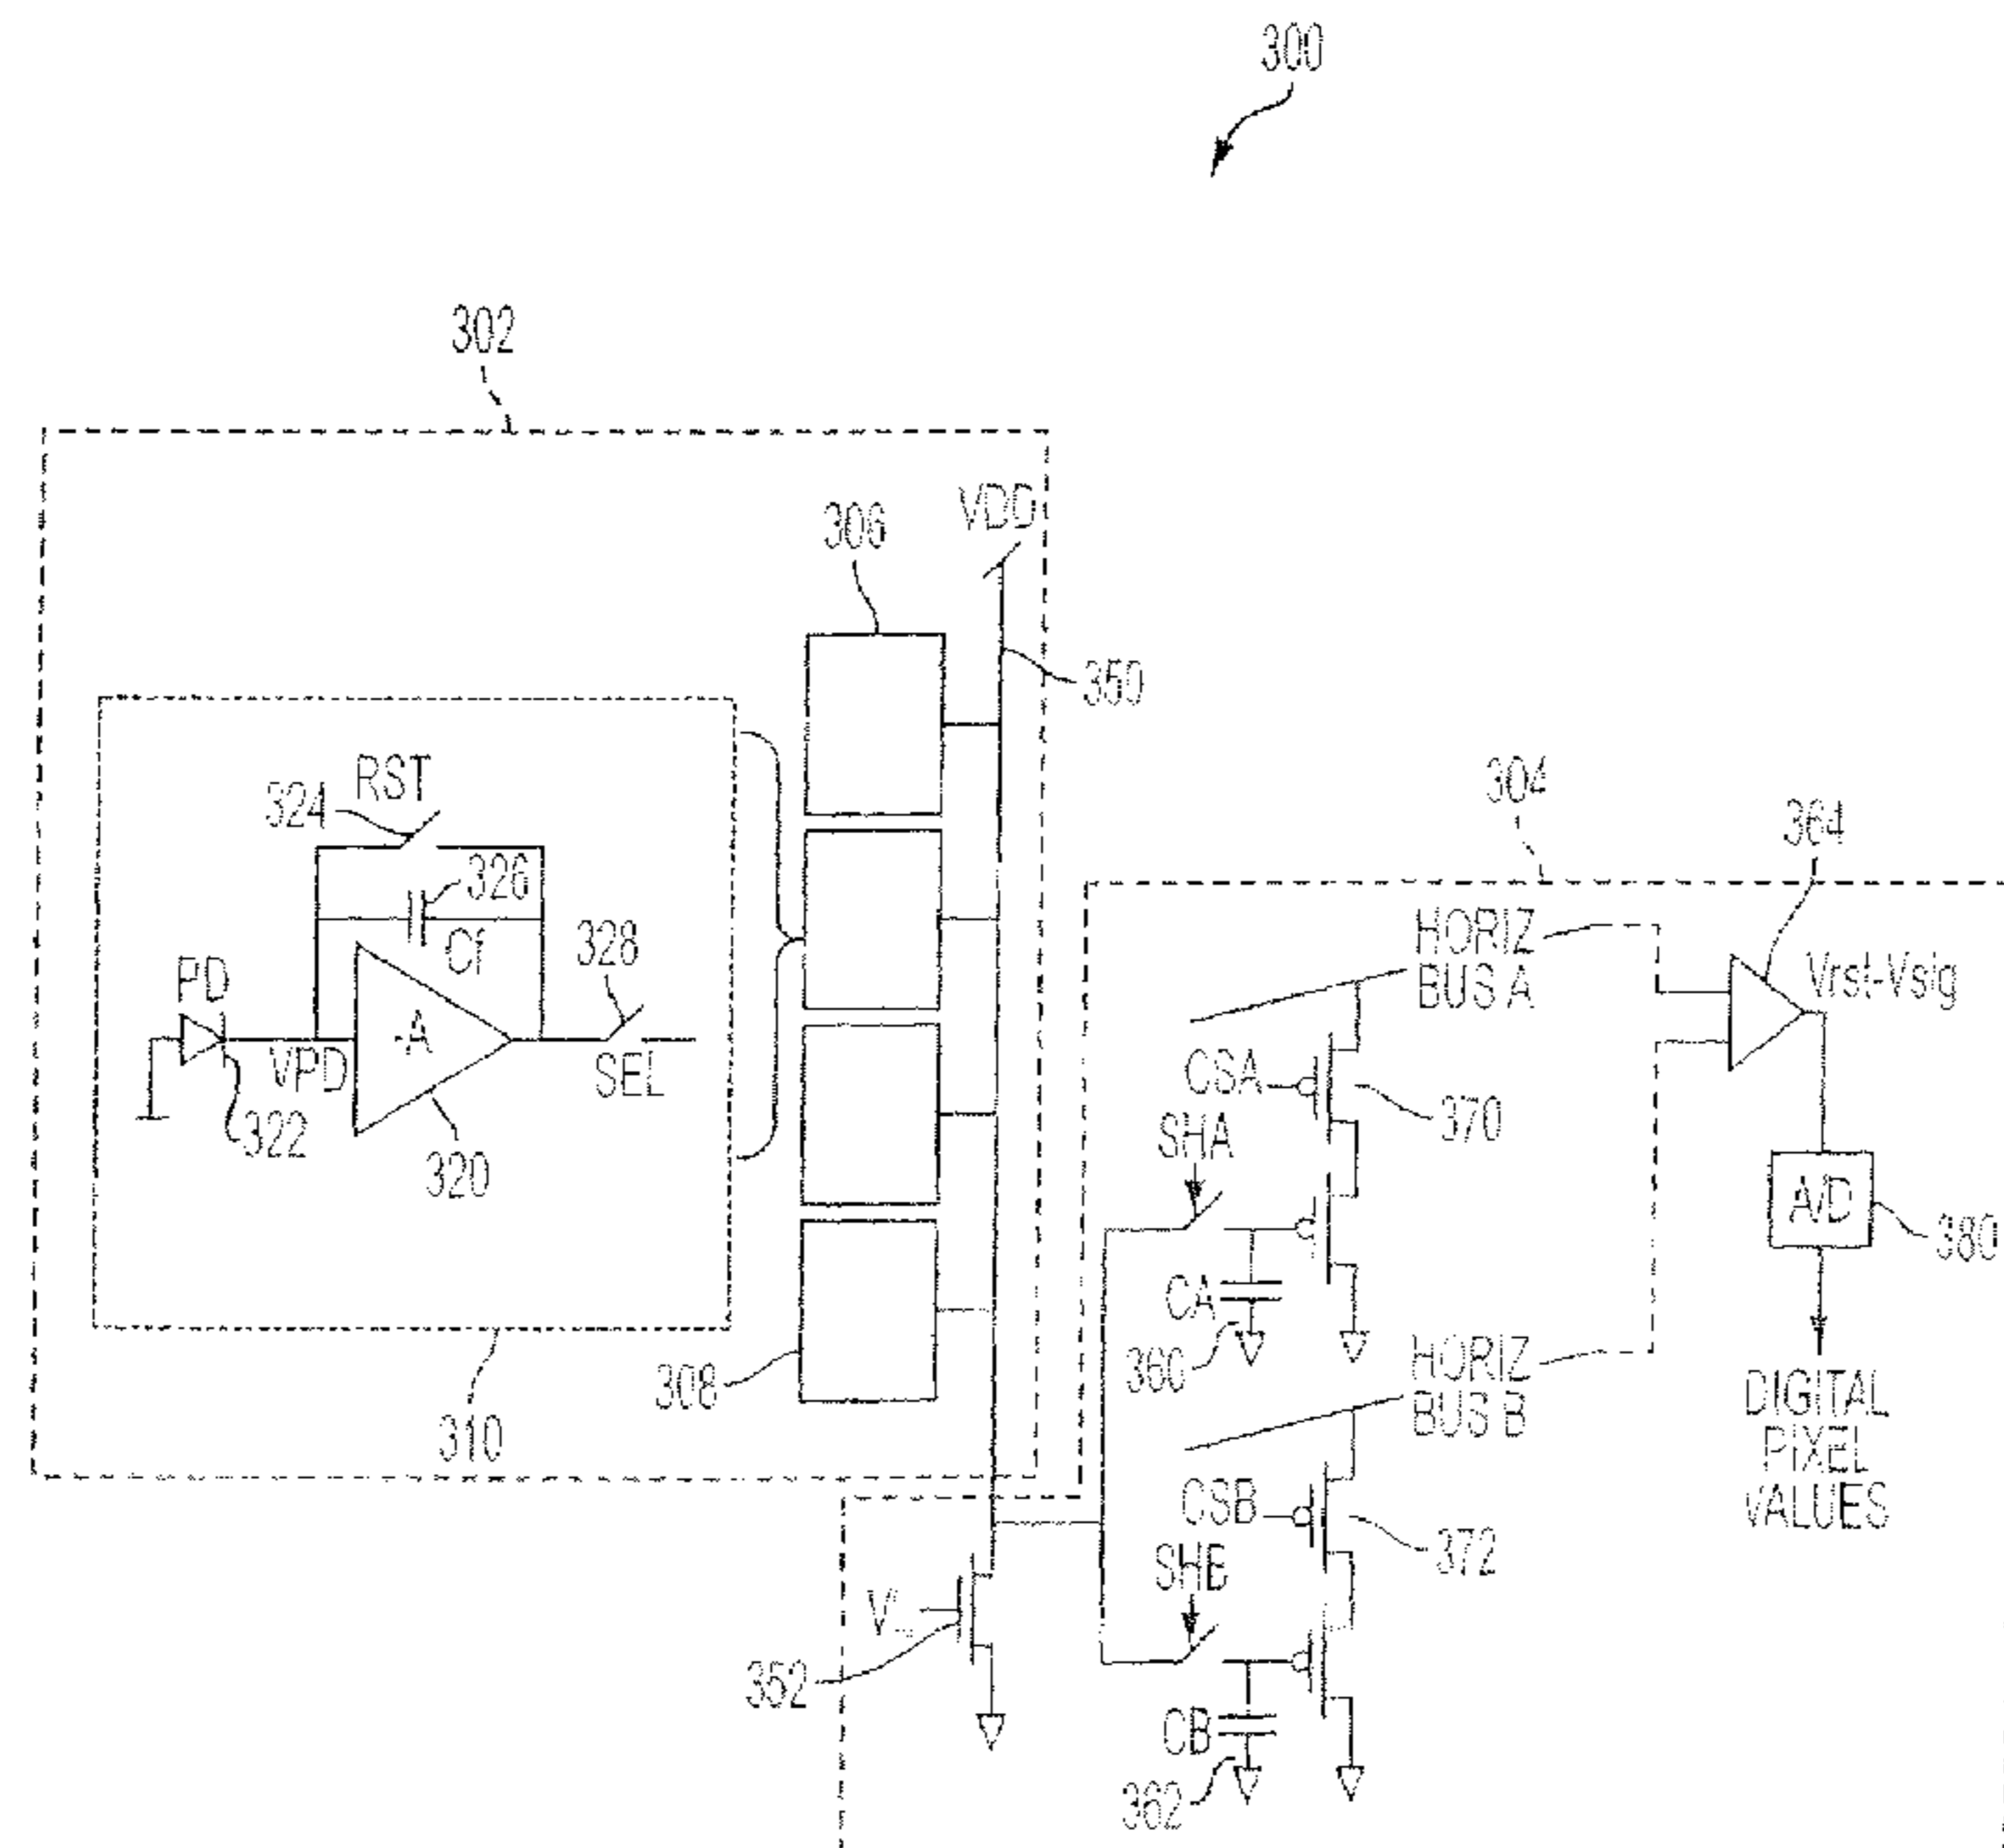 300
302
VDD
306
350
RST
324
326
Cf
328
PD
VPD
-A
SEL
322
320
308
310
304
364
HORIZ
BUS A
Vrst-Vsig
CSA
370
SHA
A/D
380
CA
360
HORIZ
BUS B
DIGITAL
PIXEL
VALUES
CSB
372
SHB
352
CB
362